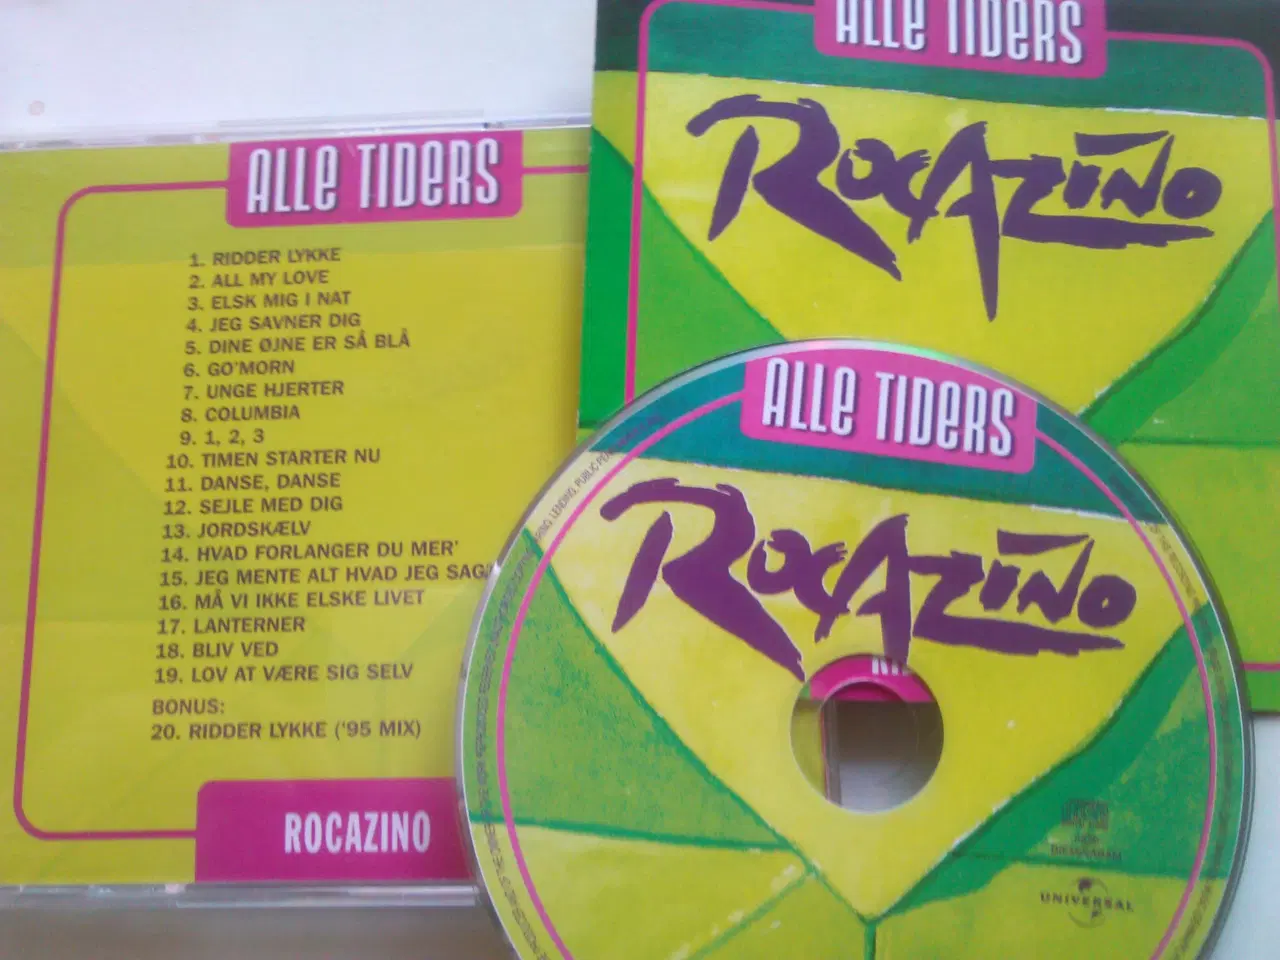 ALLE TIDERS
1. RIDDER LYKKE
2. ALL MY LOVE
3. ELSK MIG I NAT
4. JEG SAVNER DIG
5. DINE ØJNE ER SÅ BLÅ
6. GO'MORN
7. UNGE HJERTER
8. COLUMBIA
9. 1, 2, 3
10. TIMEN STARTER NU
11. DANSE, DANSE
12. SEJLE MED DIG
13. JORDSKÆLV
14. HVAD FORLANGER DU MER'
15. JEG MENTE ALT HVAD JEG
16. MÅ VI IKKE ELSKE LIVET
17. LANTERNER
18. BLIV VED
19. LOV AT VÆRE SIG SELV
BONUS:
20. RIDDER LYKKE ('95 MIX)
ROCAZINO
ALLE TIDERS
ROCAZINO
ALLE TIDERS
ROCAZINO
LENDING, PUBLIC
UNIVERSAL